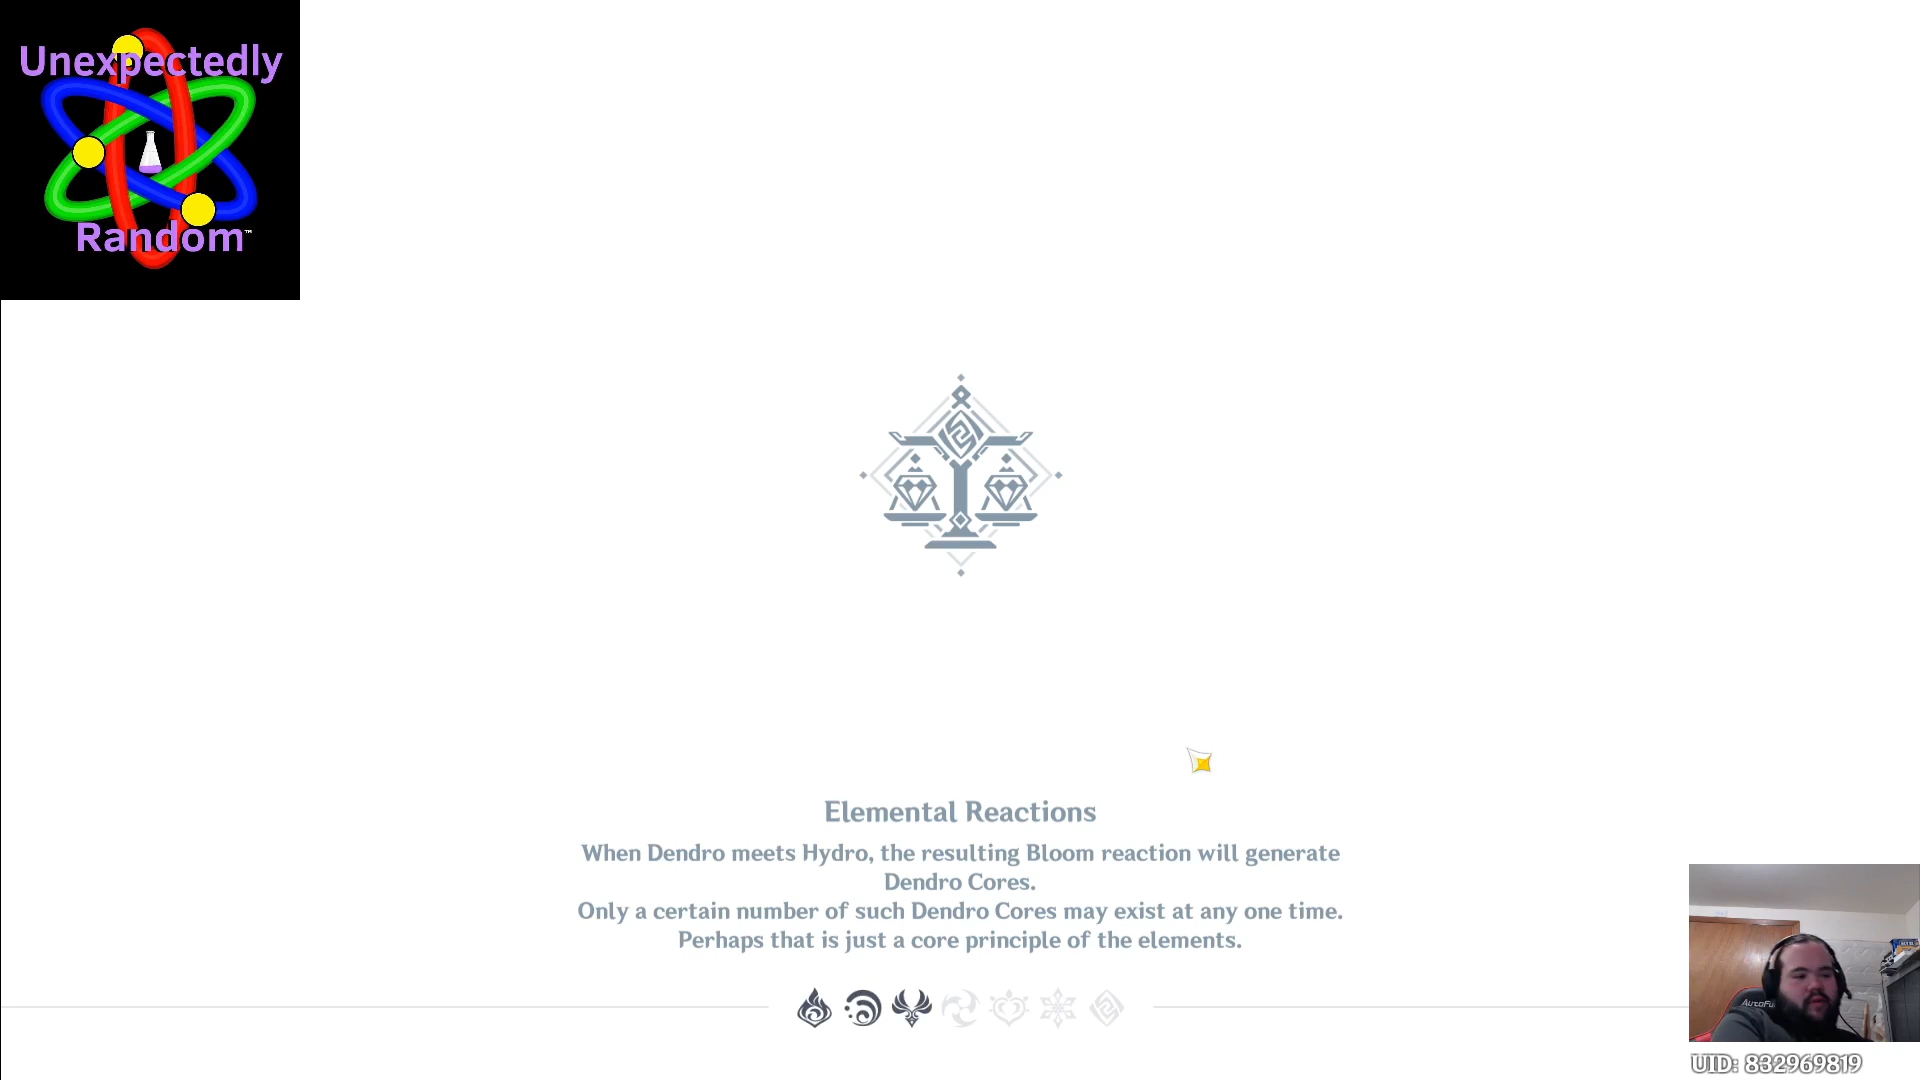 Unexpectedly
Random™
Elemental Reactions
When Dendro meets Hydro, the resulting Bloom reaction will generate
Dendro Cores.
Only a certain number of such Dendro Cores may exist at any one time.
Perhaps that is just a core principle of the elements.
UID: 832969819